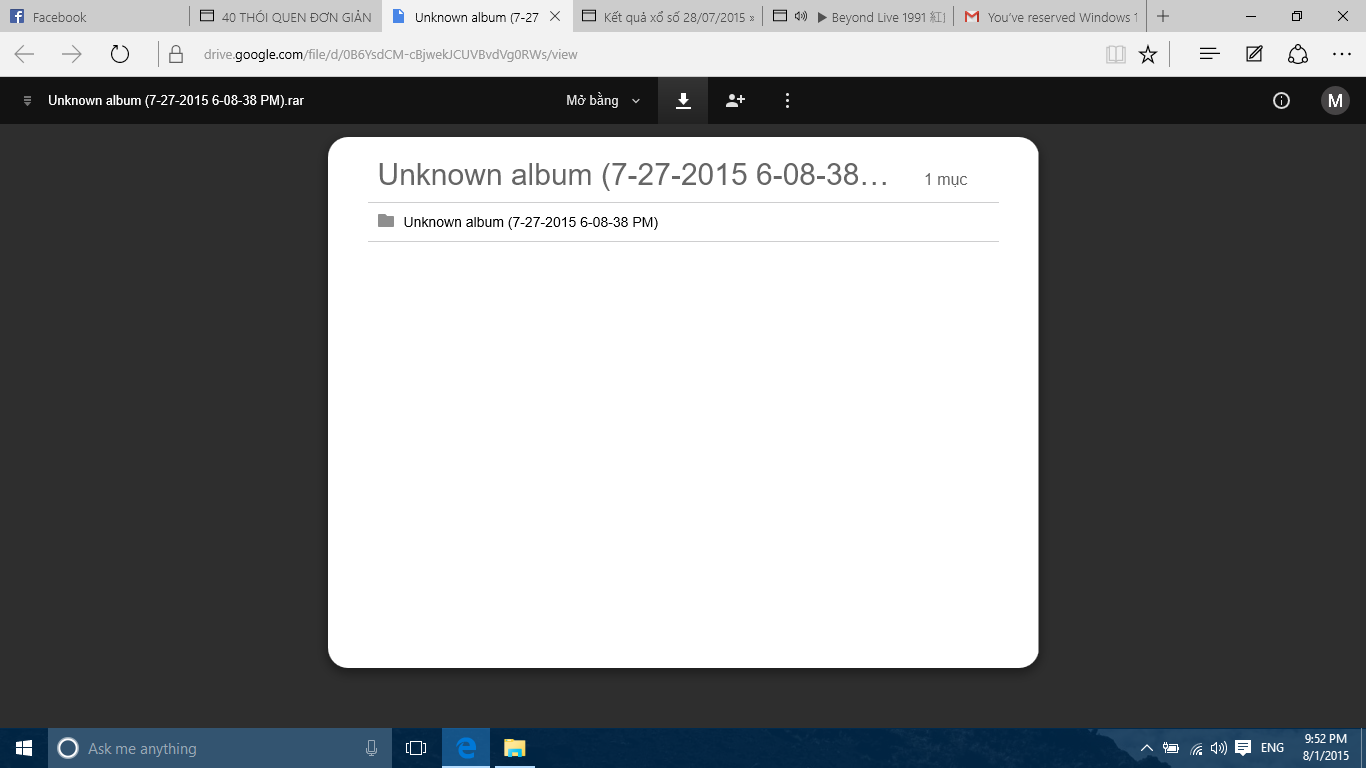 Facebook
40 THÓI QUEN ĐƠN GIẢN
Unknown album (7-27
Kết quả xổ số 28/07/2015 »
▶ Beyond Live 1991
You've reserved Windows 1
drive.google.com/file/d/0B6YsdCM-cBjwekJCUVBvdVg0RWs/view
Unknown album (7-27-2015 6-08-38 PM).rar
Mở bằng
M
Unknown album (7-27-2015 6-08-38...
1 mục
Unknown album (7-27-2015 6-08-38 PM)
Ask me anything
ENG
9:52 PM
8/1/2015